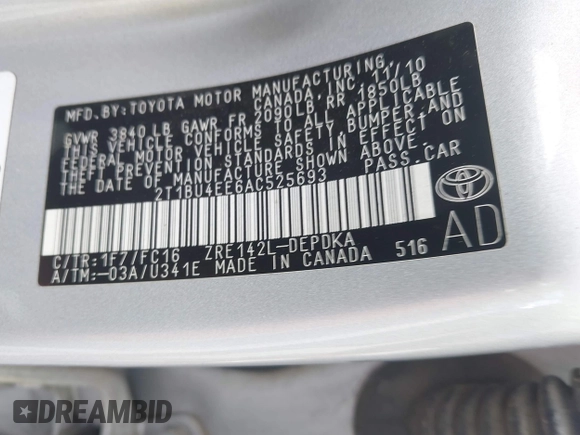 MFD. BY: TOYOTA MOTOR MANUFACTURING,
CANADA, INC. 11/10
GVWR 3840 LB GAWR FR 2090LB, RR 1850LB
THIS VEHICLE CONFORMS TO ALL APPLICABLE
FEDERAL MOTOR VEHICLE SAFETY, BUMPER AND
THEFT PREVENTION STANDARDS IN EFFECT ON THE
DATE OF MANUFACTURE SHOWN ABOVE.
2T1BU4EE6AC525693 PASS. CAR
C/TR:1F7/FC16 ZRE142L-DEPDKA
A/TM:-03A/U341E MADE IN CANADA 516
AD
DREAMBID